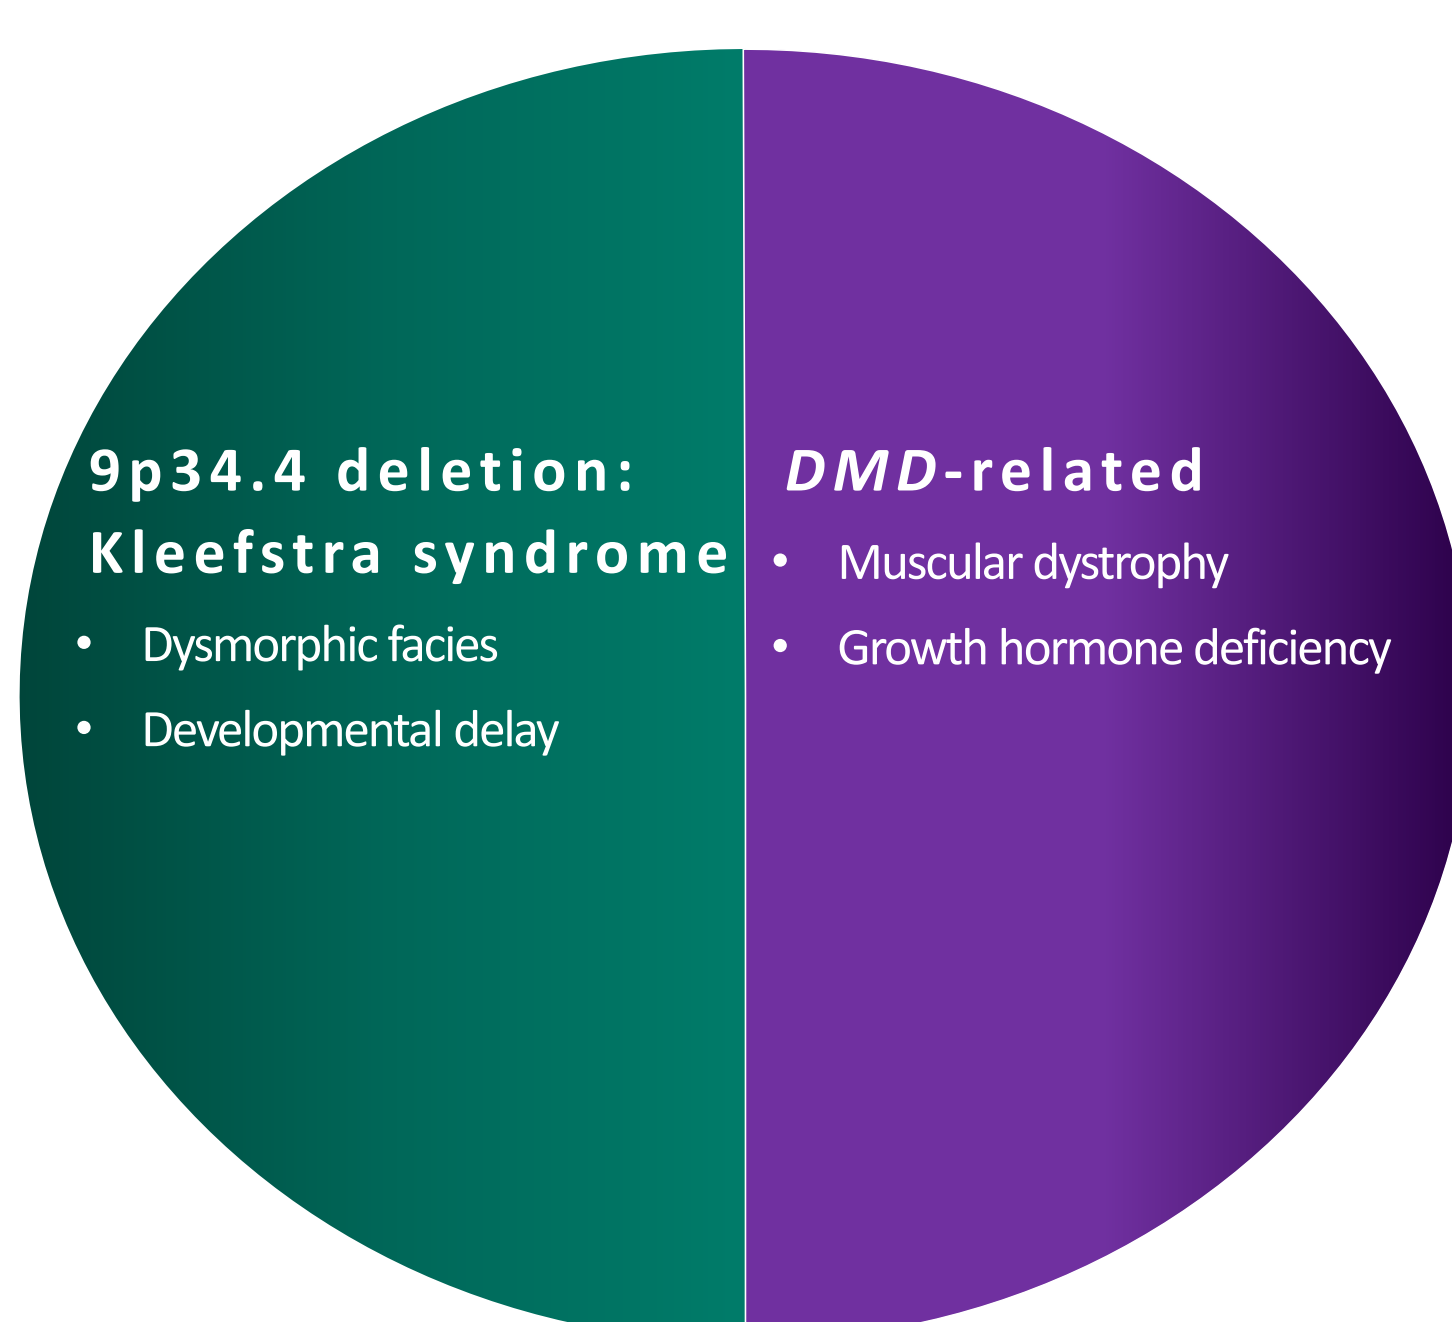 9p34.4 deletion:
Kleefstra syndrome
• Dysmorphic facies
• Developmental delay
DMD-related
• Muscular dystrophy
• Growth hormone deficiency